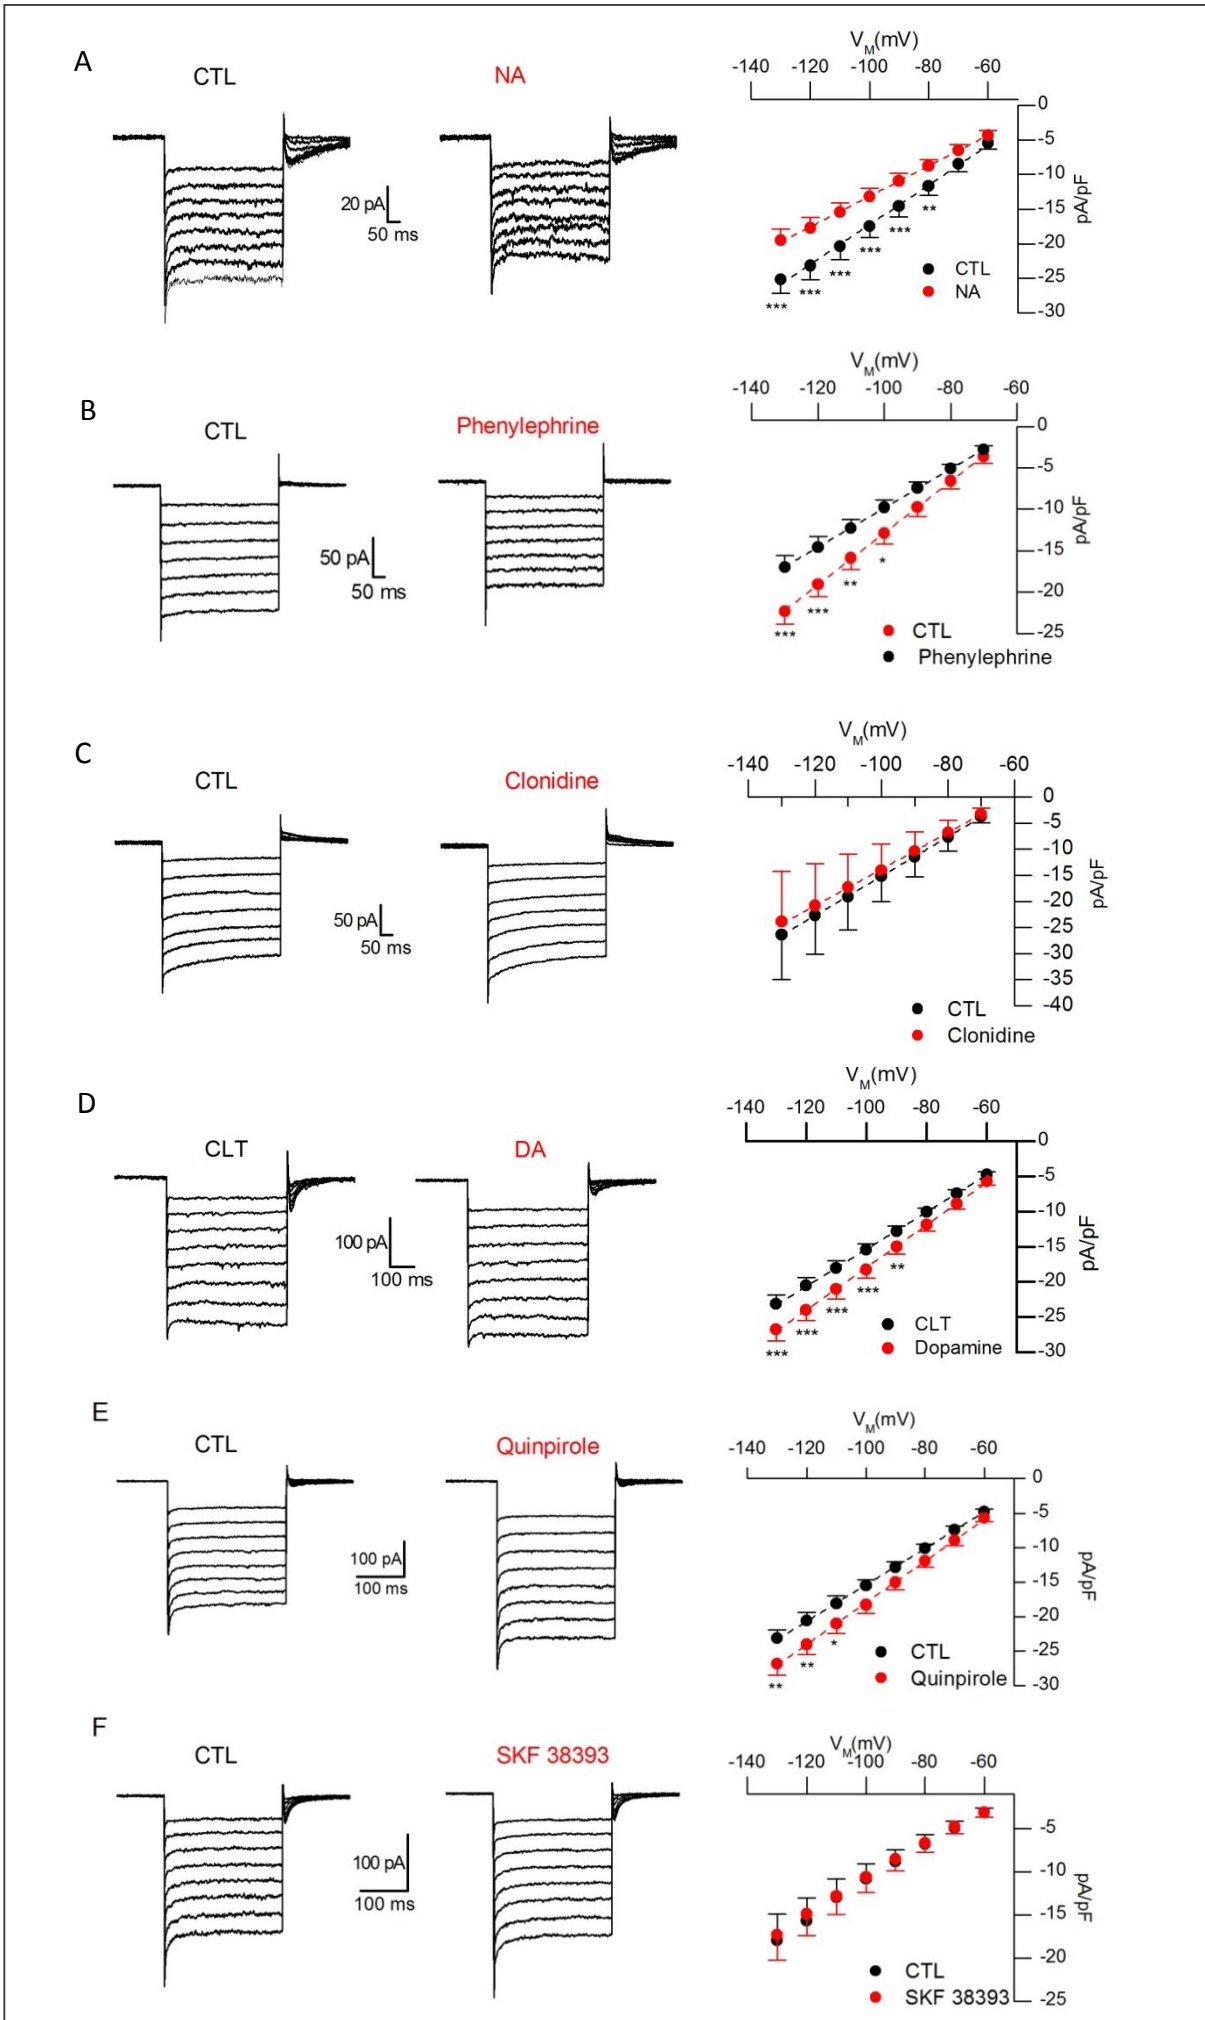 A
CTL
NA
20 pA
50 ms
V_M(mV)
-140 -120 -100 -80 -60
0
-5
-10
-15
-20
-25
-30
pA/pF
**
***
***
***
***
***
CTL
NA
B
CTL
Phenylephrine
50 pA
50 ms
V_M(mV)
-140 -120 -100 -80 -60
0
-5
-10
-15
-20
-25
pA/pF
*
**
***
***
CTL
Phenylephrine
C
CTL
Clonidine
50 pA
50 ms
V_M(mV)
-140 -120 -100 -80 -60
0
-5
-10
-15
-20
-25
-30
-35
-40
pA/pF
CTL
Clonidine
D
CLT
DA
100 pA
100 ms
V_M(mV)
-140 -120 -100 -80 -60
0
-5
-10
-15
-20
-25
-30
pA/pF
**
***
***
***
***
CLT
Dopamine
E
CTL
Quinpirole
100 pA
100 ms
V_M(mV)
-140 -120 -100 -80 -60
0
-5
-10
-15
-20
-25
-30
pA/pF
*
**
**
CTL
Quinpirole
F
CTL
SKF 38393
100 pA
100 ms
V_M(mV)
-140 -120 -100 -80 -60
-5
-10
-15
-20
-25
pA/pF
CTL
SKF 38393